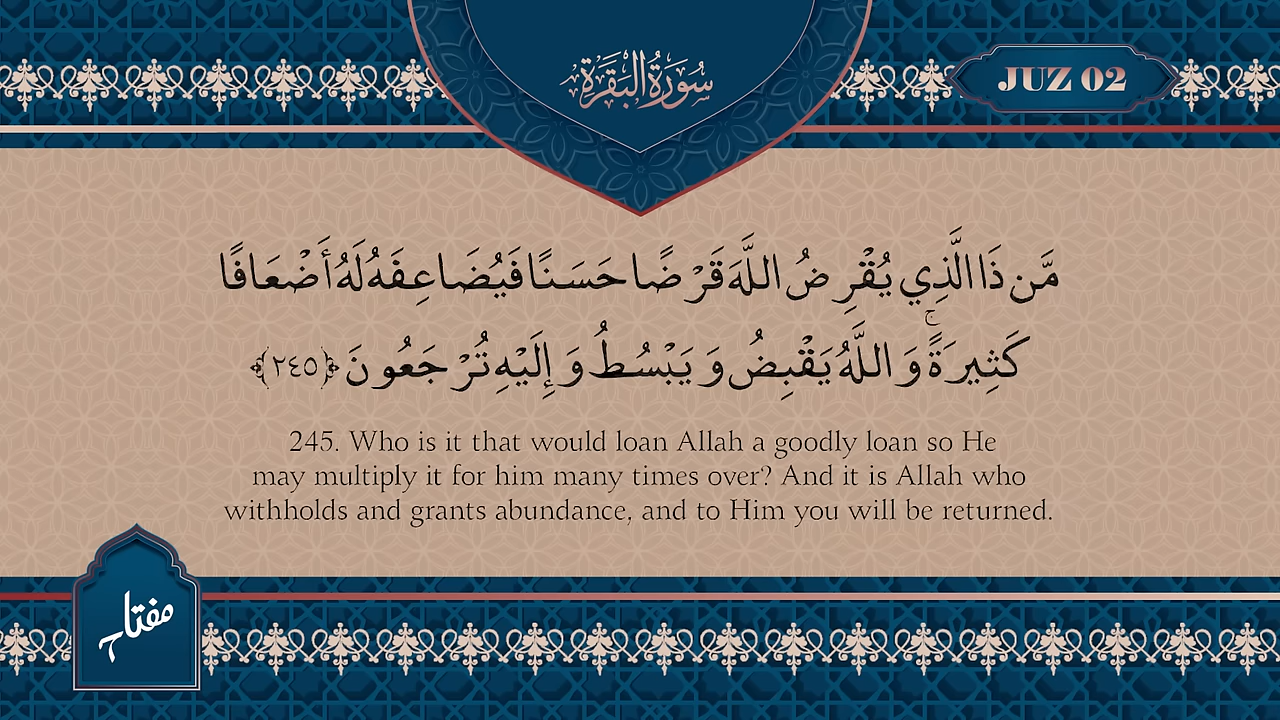 سُورَةُ البَقَرَة
JUZ 02
مَّن ذَا الَّذِي يُقْرِضُ اللَّهَ قَرْضًا حَسَنًا فَيُضَاعِفَهُ لَهُ أَضْعَافًا
كَثِيرَةً ۚ وَاللَّهُ يَقْبِضُ وَيَبْسُطُ وَإِلَيْهِ تُرْجَعُونَ ﴿٢٤٥﴾
245. Who is it that would loan Allah a goodly loan so He
may multiply it for him many times over? And it is Allah who
withholds and grants abundance, and to Him you will be returned.
مفتاح